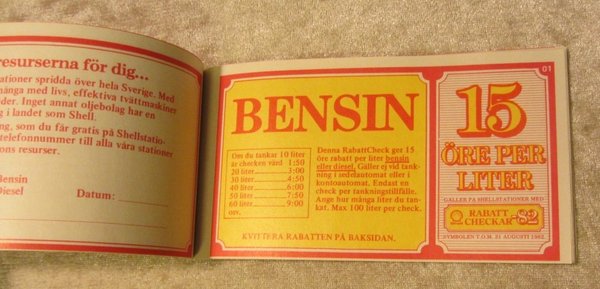 resurserna för dig...
ationer spridda över hela Sverige. Med
många med livs, effektiva tvättmaskiner
der. Inget annat oljebolag har en
g i landet som Shell.
ng, som du får gratis på Shellstatio-
telefonnummer till alla våra stationer
ons resurser.
Bensin
Diesel
Datum:
BENSIN
Om du tankar 10 liter
är checken värd 1:50
20 liter 3:00
30 liter 4:50
40 liter 6:00
50 liter 7:50
60 liter 9:00
osv.
Denna RabattCheck ger 15
öre rabatt per liter bensin
eller diesel. Gäller ej vid tank-
ning i sedelautomat eller i
kontoautomat. Endast en
check per tankningstillfälle.
Ange hur många liter du tan-
kat. Max 100 liter per check.
KVITTERA RABATTEN PÅ BAKSIDAN.
01
15
ÖRE PER
LITER
GÄLLER PÅ SHELLSTATIONER MED
RABATT
CHECKAR-82
SYMBOLEN T.O.M. 31 AUGUSTI 1982